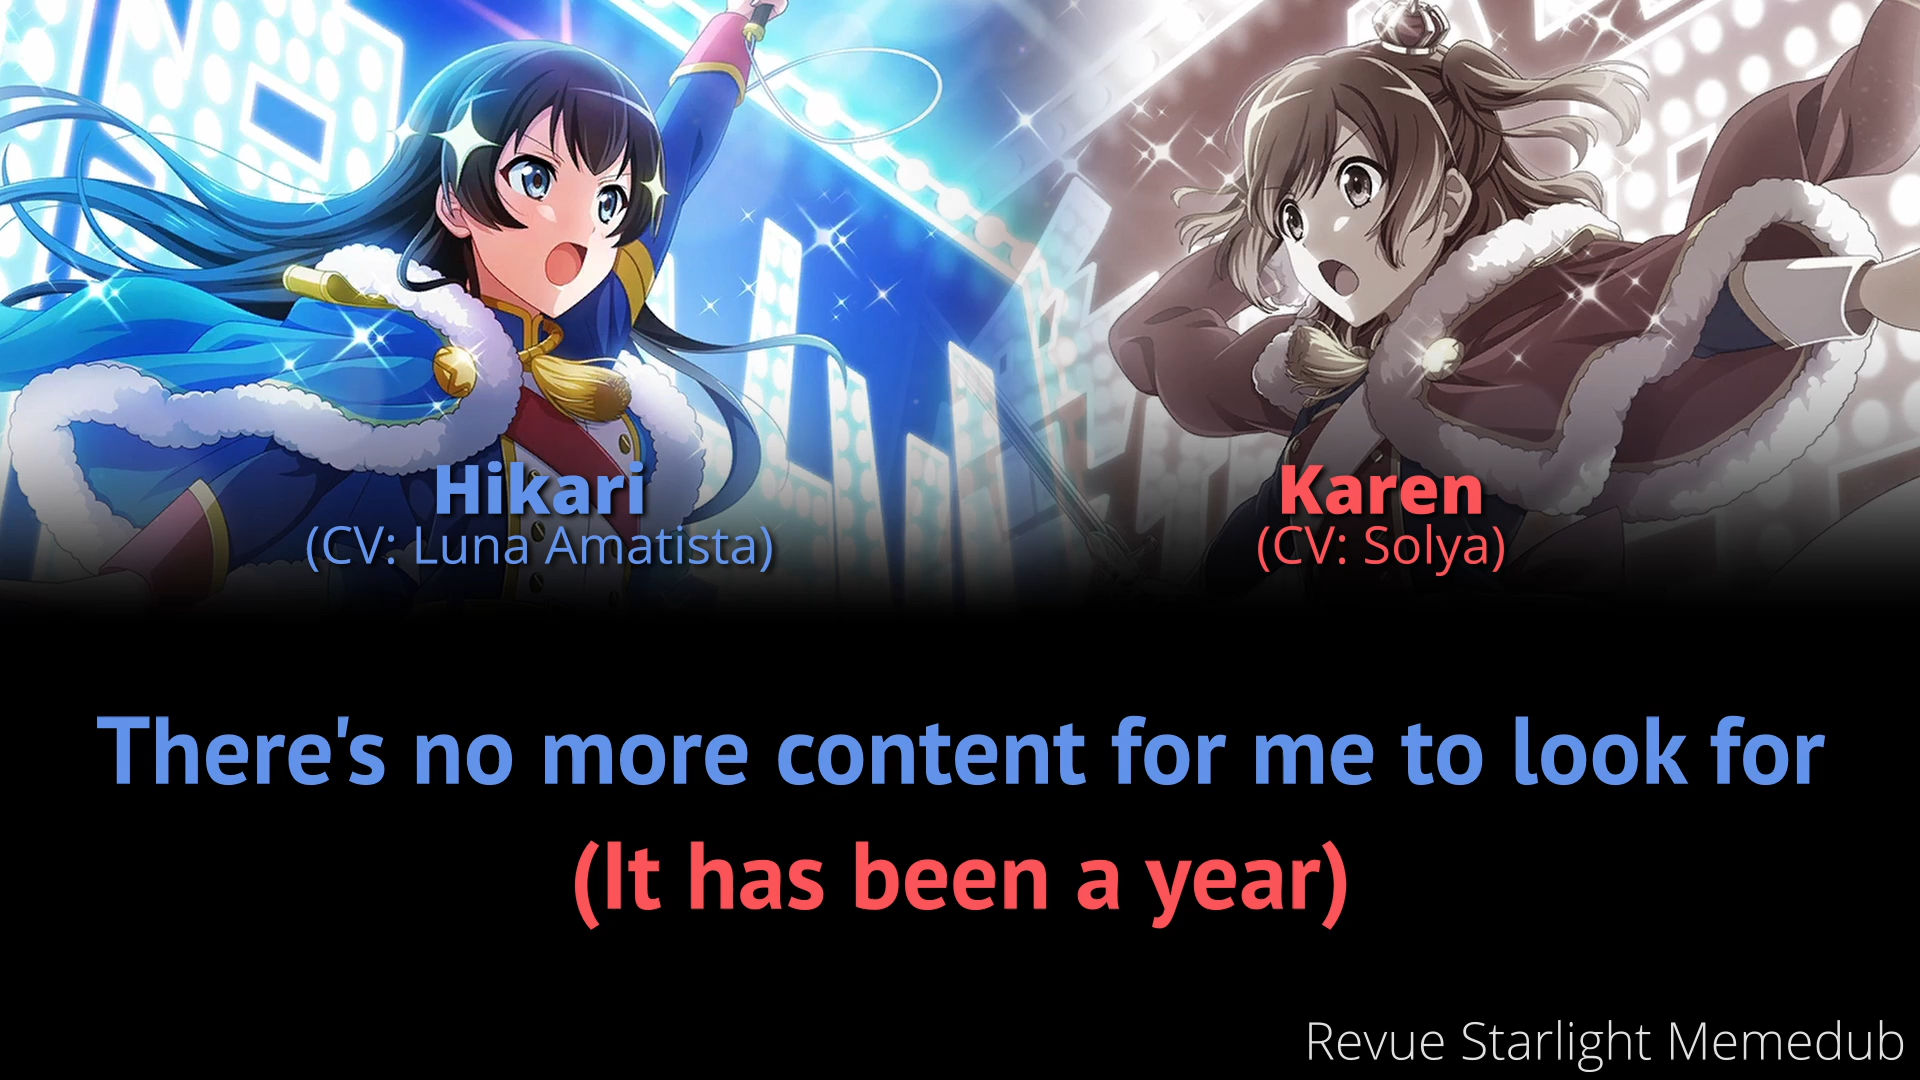 Hikari
(CV: Luna Amatista)
Karen
(CV: Solya)
There's no more content for me to look for
(It has been a year)
Revue Starlight Memedub